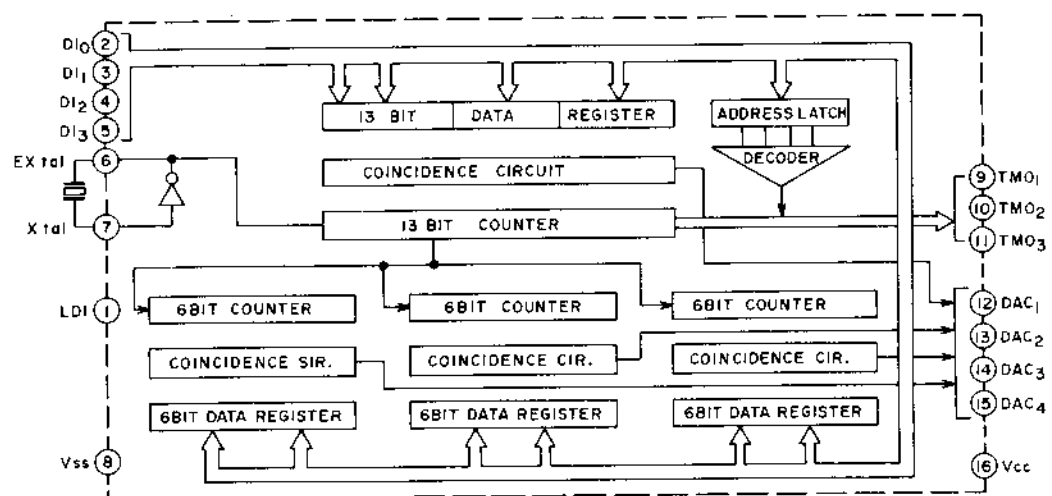 DI0 2
DI1 3
DI2 4
DI3 5
13 BIT DATA REGISTER
ADDRESS LATCH
DECODER
EXtal 6
COINCIDENCE CIRCUIT
9 TMO1
10 TMO2
11 TMO3
Xtal 7
13 BIT COUNTER
LDI 1
6BIT COUNTER 6BIT COUNTER 6BIT COUNTER
12 DAC1
13 DAC2
COINCIDENCE SIR. COINCIDENCE CIR. COINCIDENCE CIR.
14 DAC3
15 DAC4
6BIT DATA REGISTER 6BIT DATA REGISTER 6BIT DATA REGISTER
Vss 8
16 Vcc